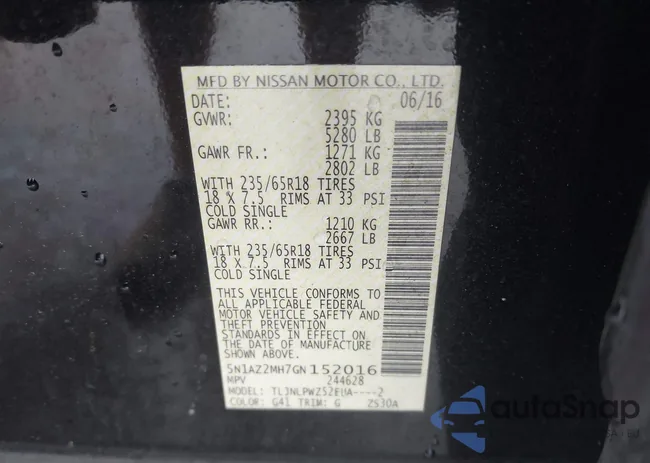 MFD BY NISSAN MOTOR CO., LTD.
DATE: 06/16
GVWR: 2395 KG
5280 LB
GAWR FR.: 1271 KG
2802 LB
WITH 235/65R18 TIRES
18 X 7.5 RIMS AT 33 PSI
COLD SINGLE
GAWR RR.: 1210 KG
2667 LB
WITH 235/65R18 TIRES
18 X 7.5 RIMS AT 33 PSI
COLD SINGLE
THIS VEHICLE CONFORMS TO
ALL APPLICABLE FEDERAL
MOTOR VEHICLE SAFETY AND
THEFT PREVENTION
STANDARDS IN EFFECT ON
THE DATE OF MANUFACTURE
SHOWN ABOVE.
5N1AZ2MH7GN152016
MPV 244628
MODEL:
COLOR: G41 TRIM: G ZS30A
autoSnap